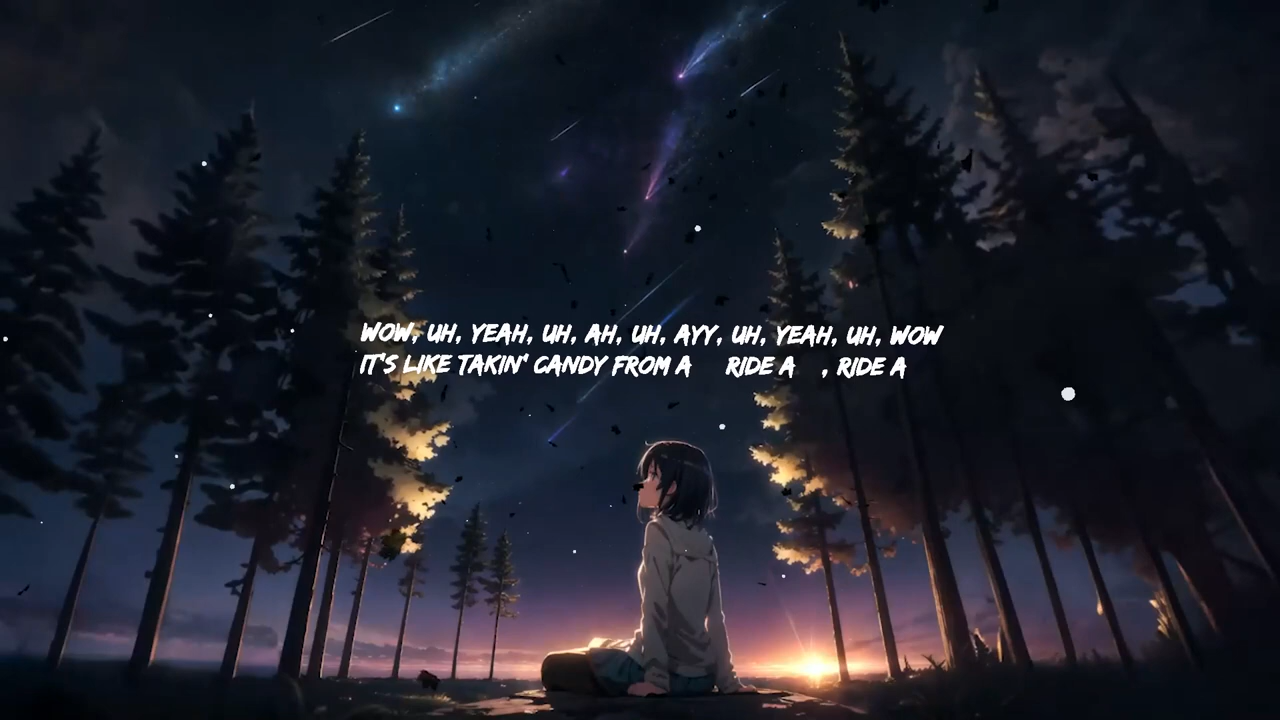 WOW, UH, YEAH, UH, AH, UH, AYY, UH, YEAH, UH, WOW
IT'S LIKE TAKIN' CANDY FROM A RIDE A , RIDE A